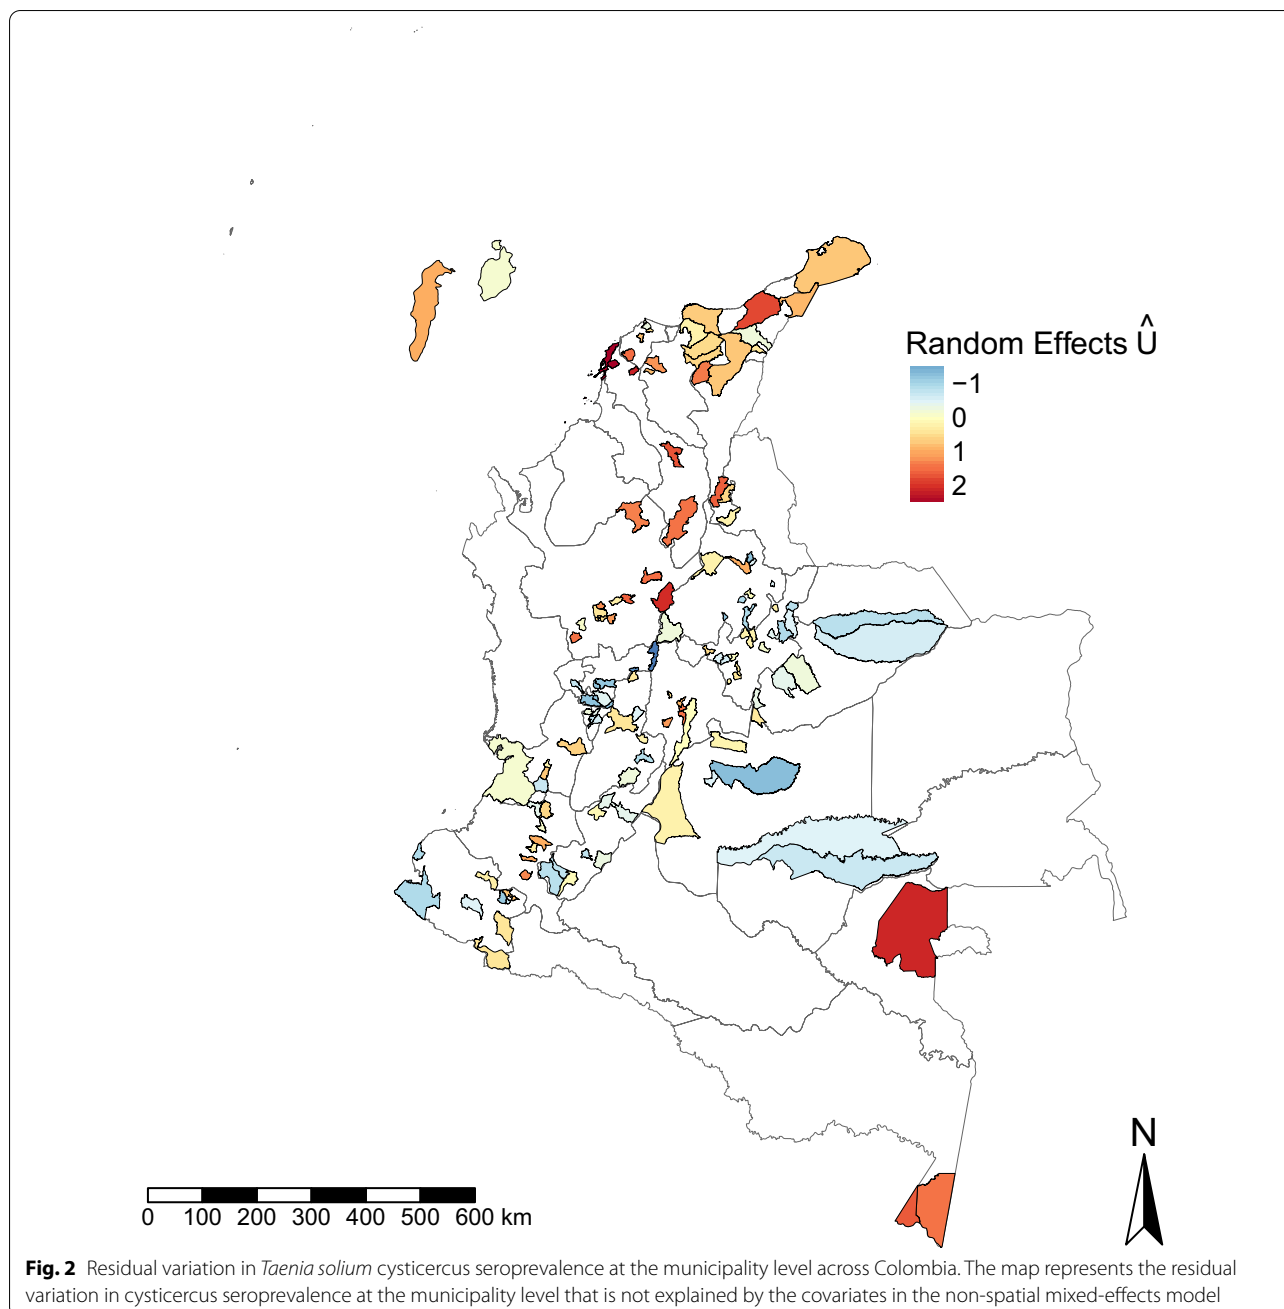 Random Effects Û
−1
0
1
2
N
0 100 200 300 400 500 600 km
Fig. 2 Residual variation in Taenia solium cysticercus seroprevalence at the municipality level across Colombia. The map represents the residual
variation in cysticercus seroprevalence at the municipality level that is not explained by the covariates in the non-spatial mixed-effects model